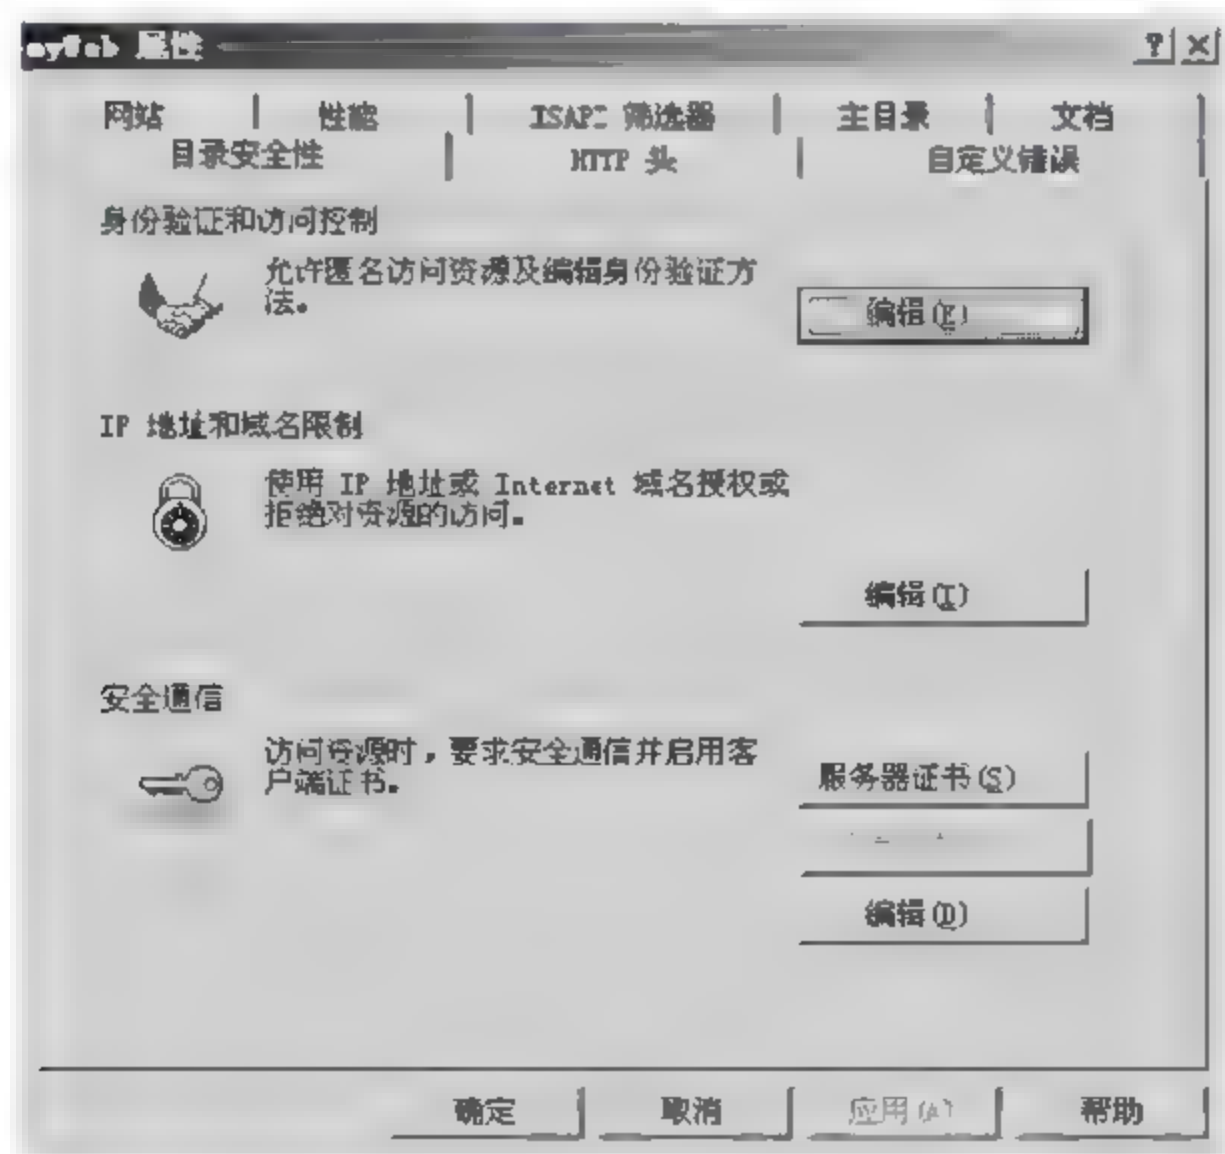 myWeb 属性
网站 性能 ISAPI 筛选器 主目录 文档
目录安全性 HTTP 头 自定义错误
身份验证和访问控制
允许匿名访问资源及编辑身份验证方
法。
编辑(E)
IP 地址和域名限制
使用 IP 地址或 Internet 域名授权或
拒绝对资源的访问。
编辑(I)
安全通信
访问资源时，要求安全通信并启用客
户端证书。
服务器证书(S)
编辑(D)
确定 取消 应用(A) 帮助